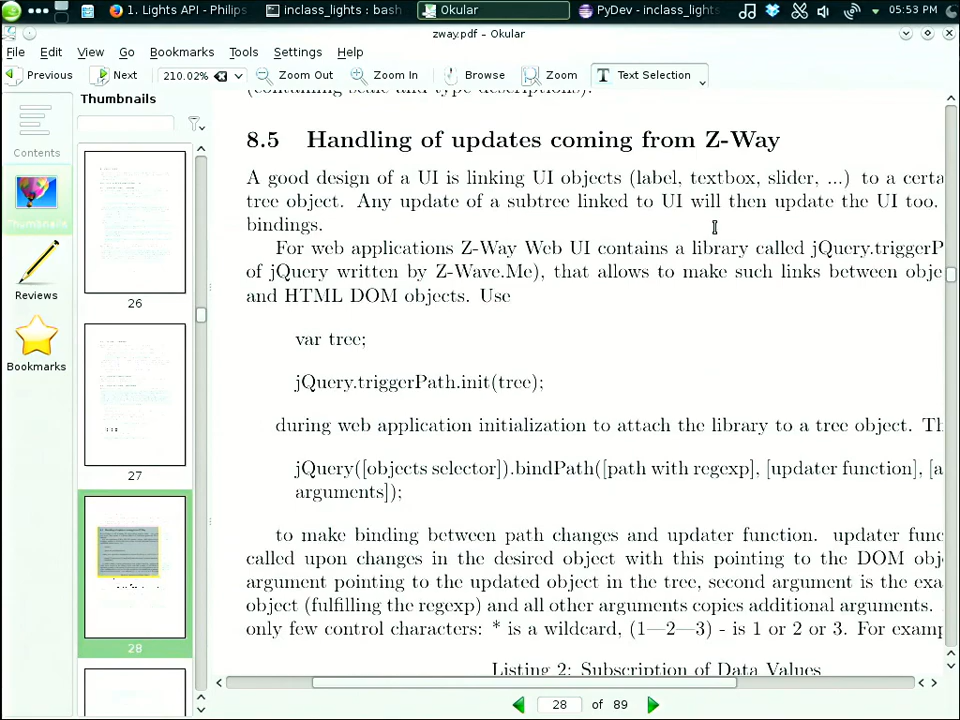 1. Lights API - Philips
inclass_lights : bash
Okular
PyDev - inclass_lights
05:53 PM
zway.pdf – Okular
File Edit View Go Bookmarks Tools Settings Help
Previous Next 210.02% Zoom Out Zoom In Browse Zoom Text Selection
Thumbnails
Contents
Thumbnails
Reviews
Bookmarks
26
27
28
(containing scale and type descriptions).
8.5 Handling of updates coming from Z-Way
A good design of a UI is linking UI objects (label, textbox, slider, ...) to a certa
tree object. Any update of a subtree linked to UI will then update the UI too.
bindings.
For web applications Z-Way Web UI contains a library called jQuery.triggerP
of jQuery written by Z-Wave.Me), that allows to make such links between obje
and HTML DOM objects. Use
var tree;
jQuery.triggerPath.init(tree);
during web application initialization to attach the library to a tree object. Th
jQuery([objects selector]).bindPath([path with regexp], [updater function], [a
arguments]);
to make binding between path changes and updater function. updater func
called upon changes in the desired object with this pointing to the DOM obj
argument pointing to the updated object in the tree, second argument is the exa
object (fulfilling the regexp) and all other arguments copies additional arguments.
only few control characters: * is a wildcard, (1—2—3) - is 1 or 2 or 3. For examp
Listing 2: Subscription of Data Values
28 of 89